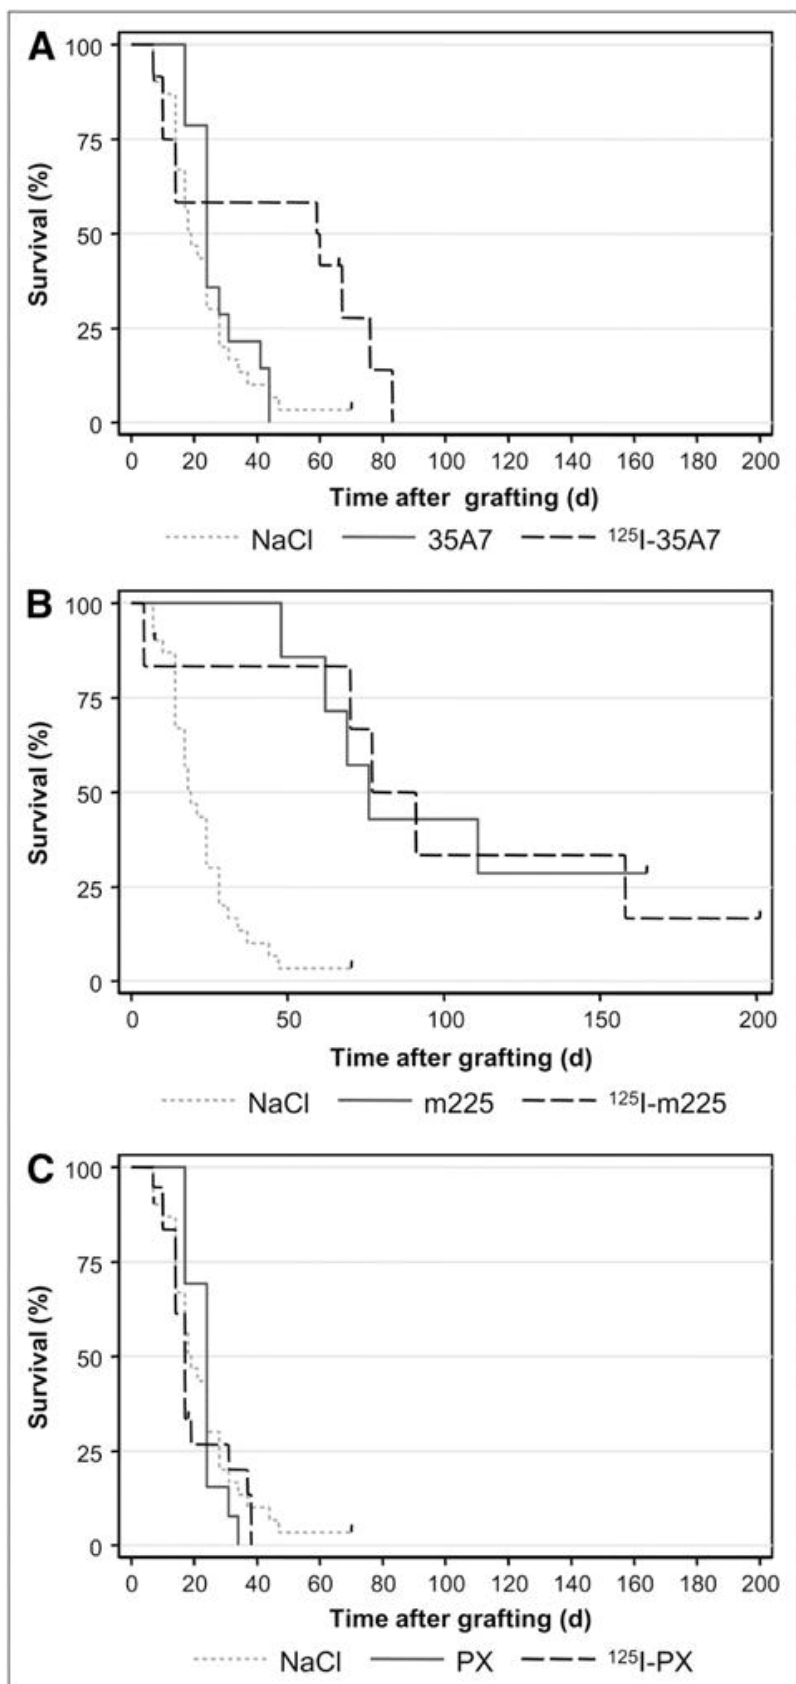 A
Survival (%)
100
75
50
25
0
0 20 40 60 80 100 120 140 160 180 200
Time after grafting (d)
NaCl 35A7 ¹²⁵I-35A7
B
Survival (%)
100
75
50
25
0
0 50 100 150 200
Time after grafting (d)
NaCl m225 ¹²⁵I-m225
C
Survival (%)
100
75
50
25
0
0 20 40 60 80 100 120 140 160 180 200
Time after grafting (d)
NaCl PX ¹²⁵I-PX